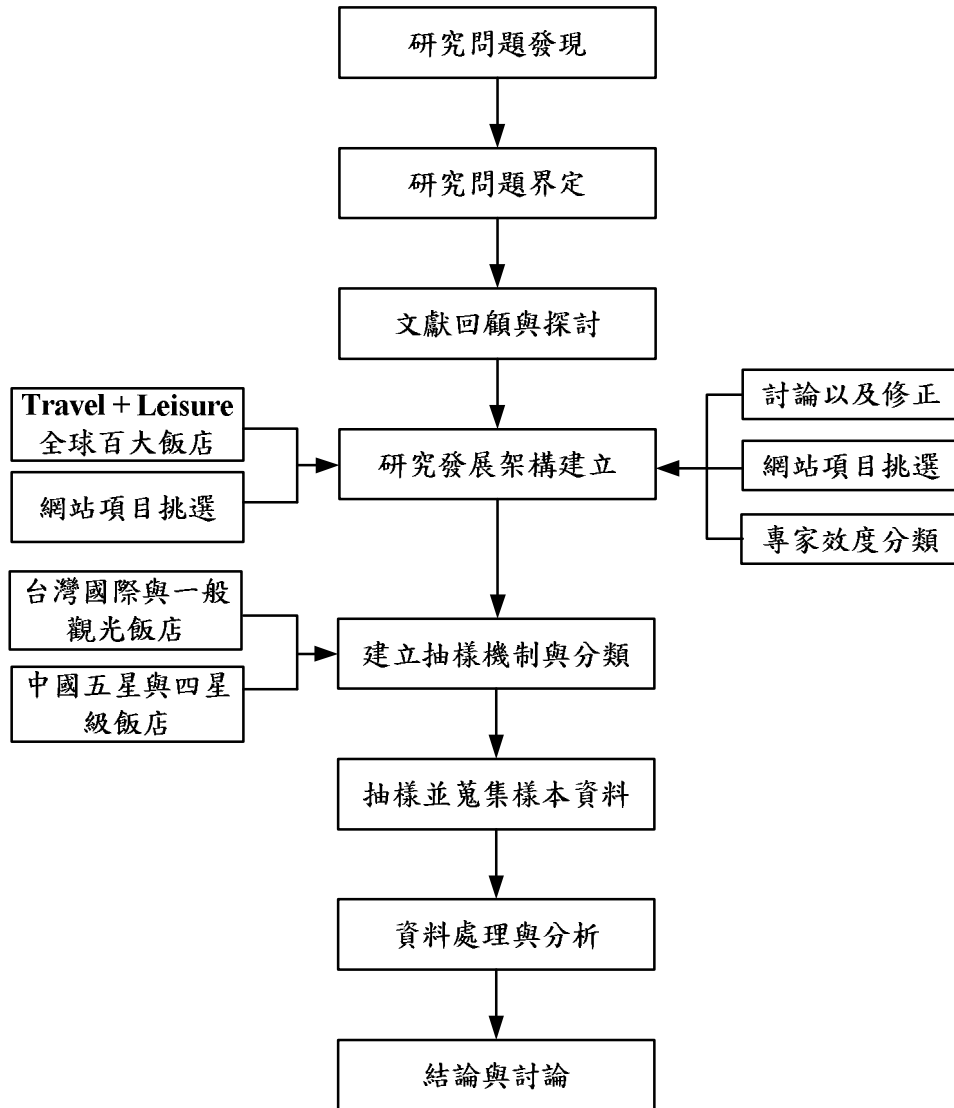 研究問題發現
研究問題界定
文獻回顧與探討
Travel + Leisure
全球百大飯店
網站項目挑選
研究發展架構建立
討論以及修正
網站項目挑選
專家效度分類
台灣國際與一般
觀光飯店
中國五星與四星
級飯店
建立抽樣機制與分類
抽樣並蒐集樣本資料
資料處理與分析
結論與討論